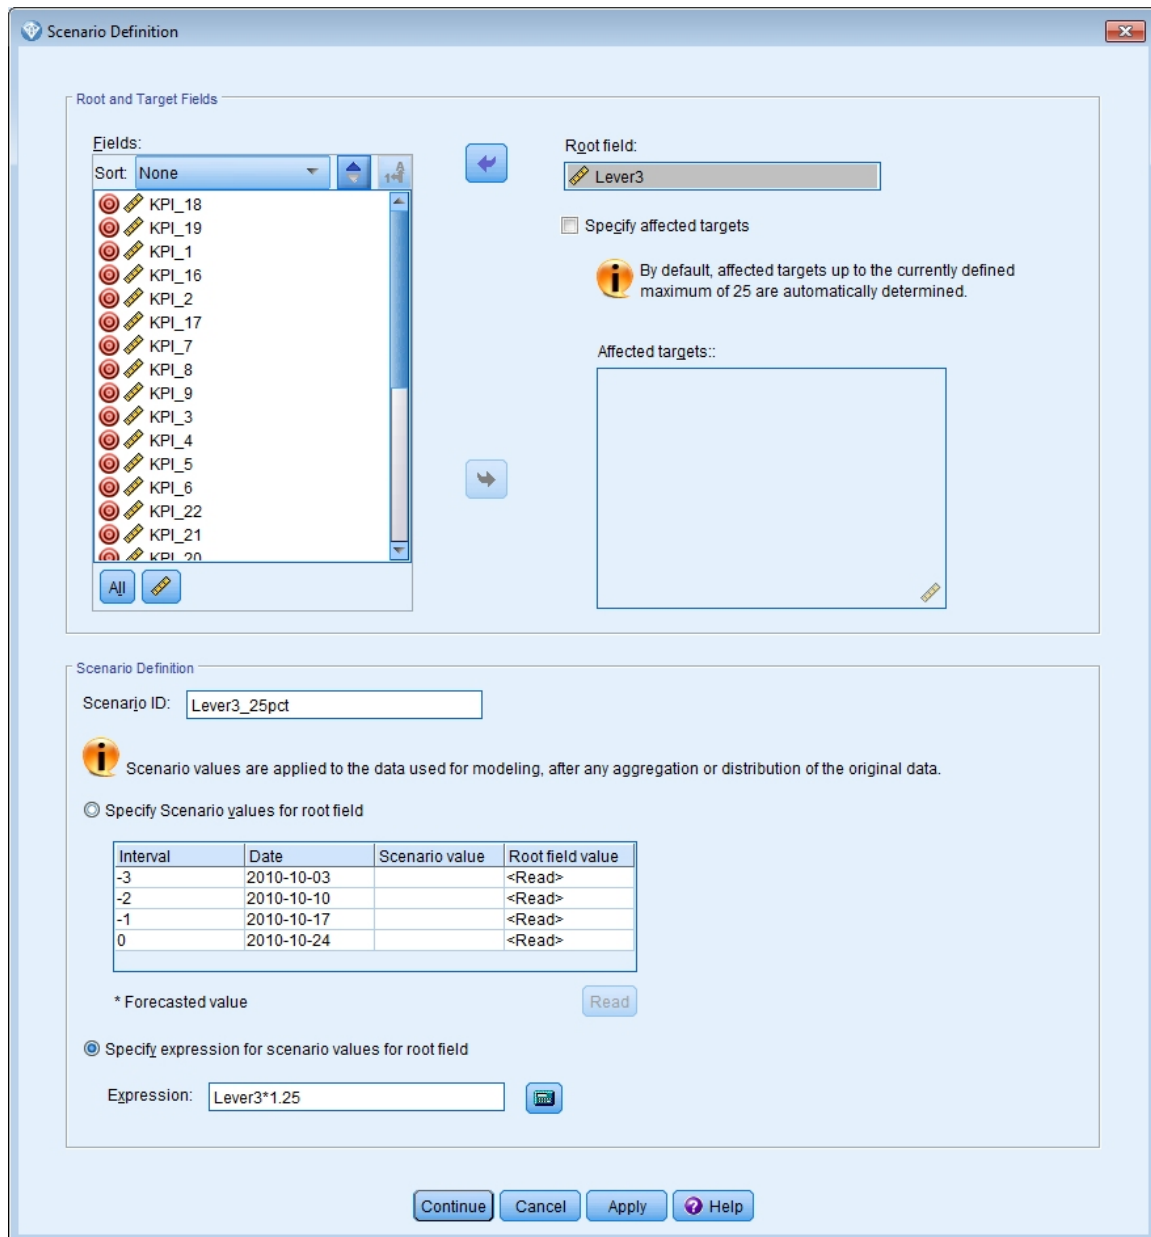 Scenario Definition
Root and Target Fields
Fields:
Sort: None
KPI_18
KPI_19
KPI_1
KPI_16
KPI_2
KPI_17
KPI_7
KPI_8
KPI_9
KPI_3
KPI_4
KPI_5
KPI_6
KPI_22
KPI_21
KPI_20
All
Root field:
Lever3
Specify affected targets
By default, affected targets up to the currently defined
maximum of 25 are automatically determined.
Affected targets::
Scenario Definition
Scenario ID: Lever3_25pct
Scenario values are applied to the data used for modeling, after any aggregation or distribution of the original data.
Specify Scenario values for root field
Interval Date Scenario value Root field value
-3 2010-10-03 <Read>
-2 2010-10-10 <Read>
-1 2010-10-17 <Read>
0 2010-10-24 <Read>
* Forecasted value Read
Specify expression for scenario values for root field
Expression: Lever3*1.25
Continue Cancel Apply Help